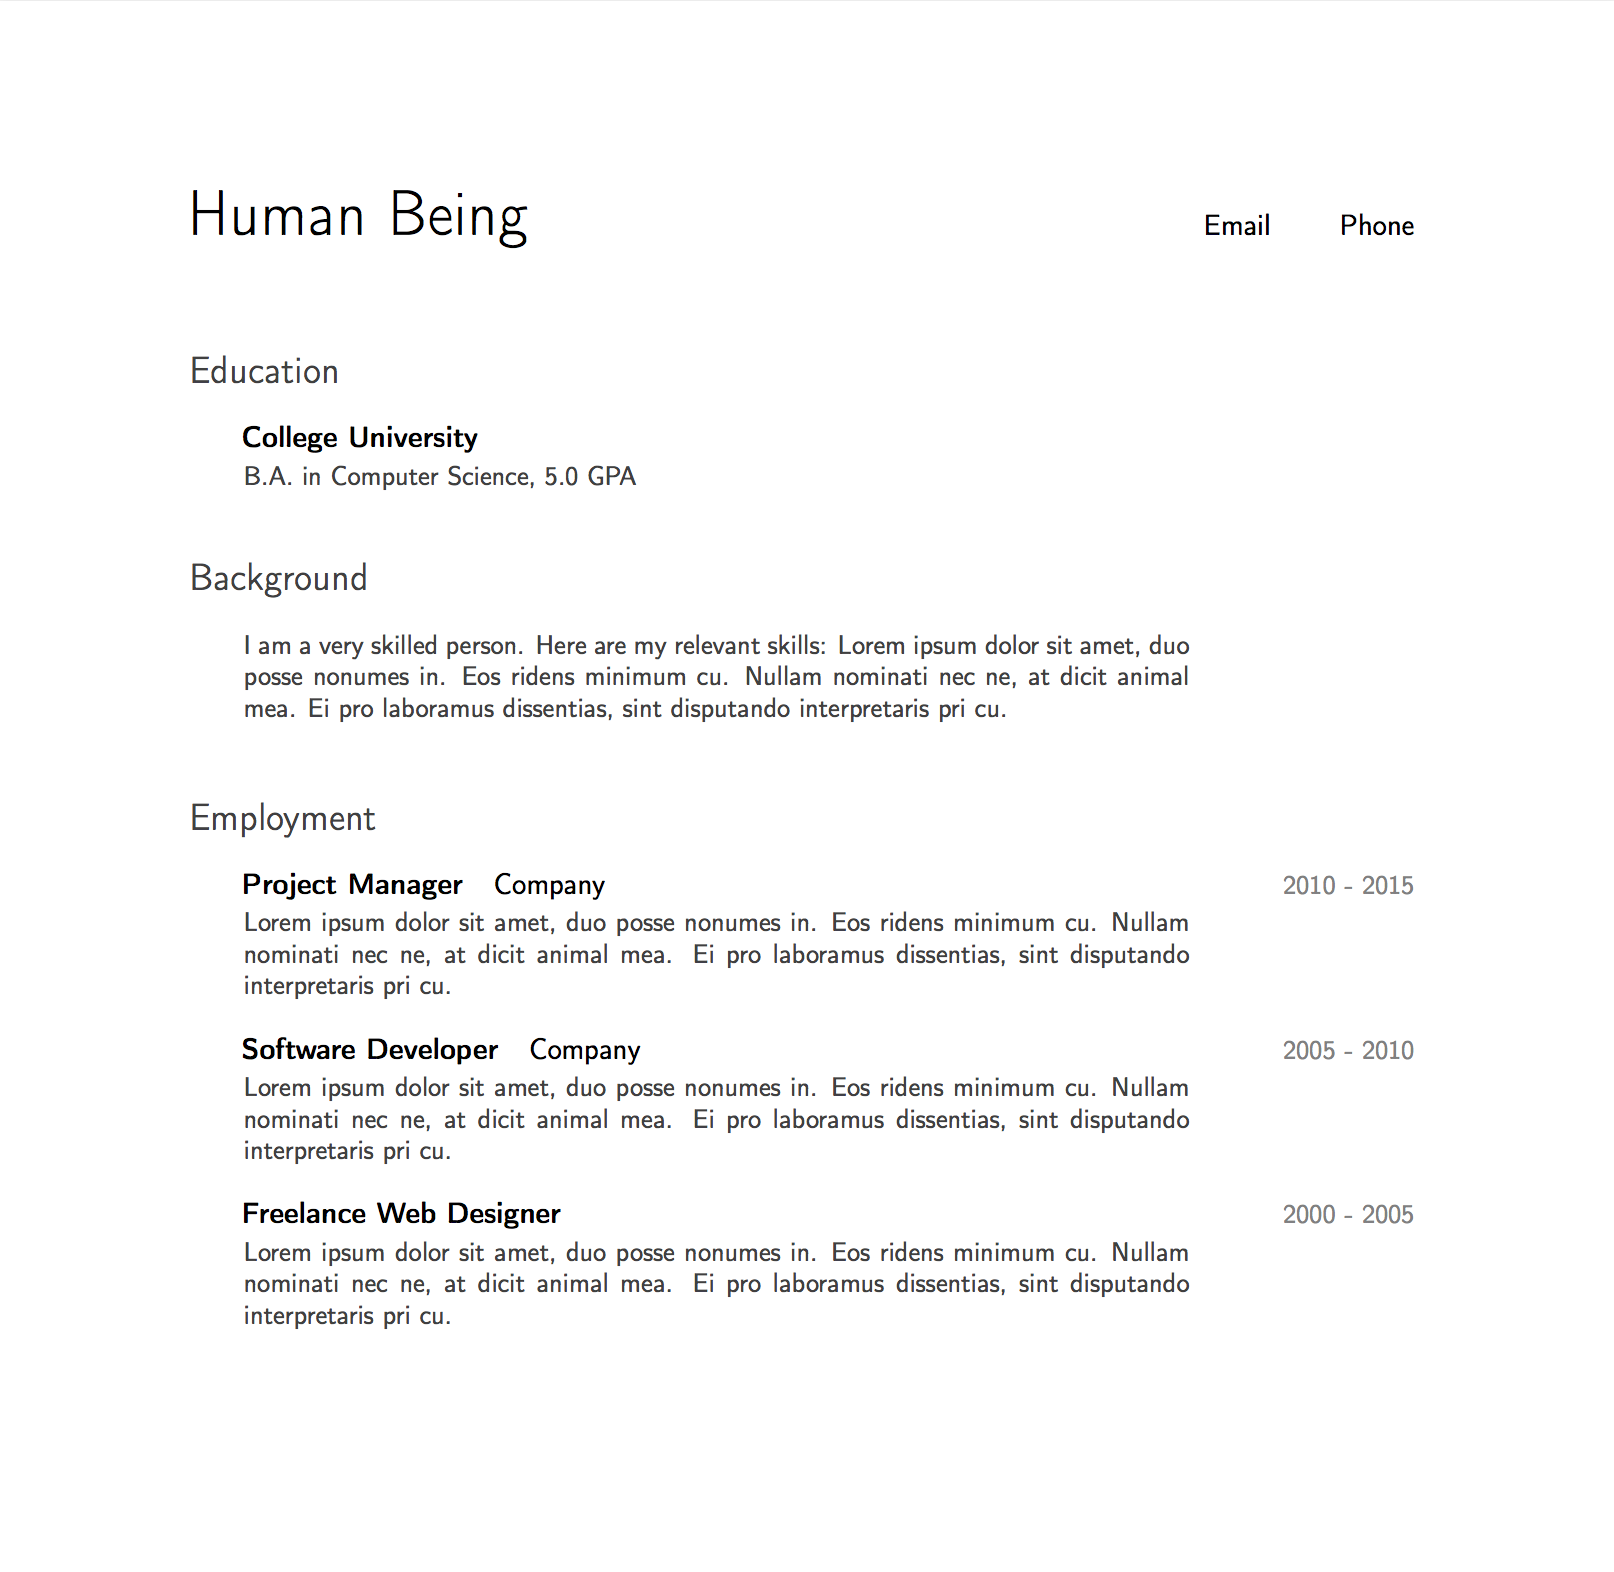 Human Being
Email Phone
Education
College University
B.A. in Computer Science, 5.0 GPA
Background
I am a very skilled person. Here are my relevant skills: Lorem ipsum dolor sit amet, duo
posse nonumes in. Eos ridens minimum cu. Nullam nominati nec ne, at dicit animal
mea. Ei pro laboramus dissentias, sint disputando interpretaris pri cu.
Employment
Project Manager Company 2010 - 2015
Lorem ipsum dolor sit amet, duo posse nonumes in. Eos ridens minimum cu. Nullam
nominati nec ne, at dicit animal mea. Ei pro laboramus dissentias, sint disputando
interpretaris pri cu.
Software Developer Company 2005 - 2010
Lorem ipsum dolor sit amet, duo posse nonumes in. Eos ridens minimum cu. Nullam
nominati nec ne, at dicit animal mea. Ei pro laboramus dissentias, sint disputando
interpretaris pri cu.
Freelance Web Designer 2000 - 2005
Lorem ipsum dolor sit amet, duo posse nonumes in. Eos ridens minimum cu. Nullam
nominati nec ne, at dicit animal mea. Ei pro laboramus dissentias, sint disputando
interpretaris pri cu.